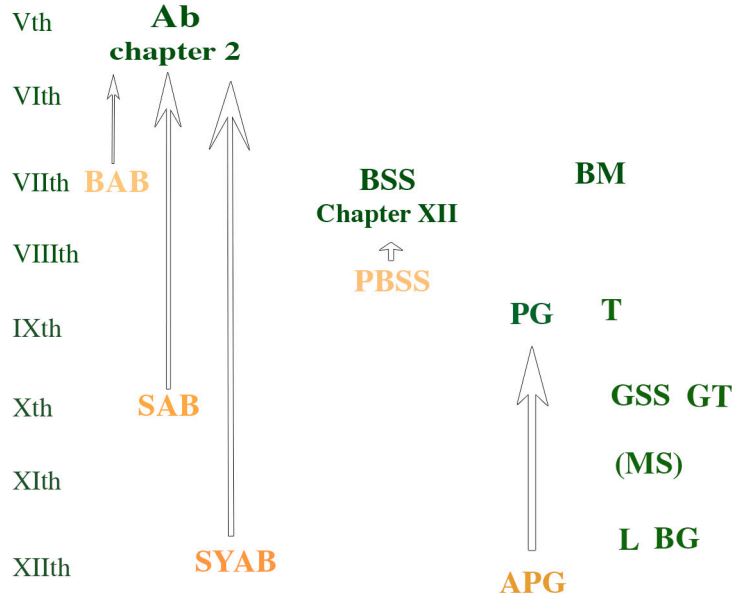 Vth Ab
chapter 2
VIth
VIIth BAB BSS BM
Chapter XII
VIIIth
PBSS
IXth PG T
Xth SAB GSS GT
(MS)
XIth
L BG
XIIth SYAB APG